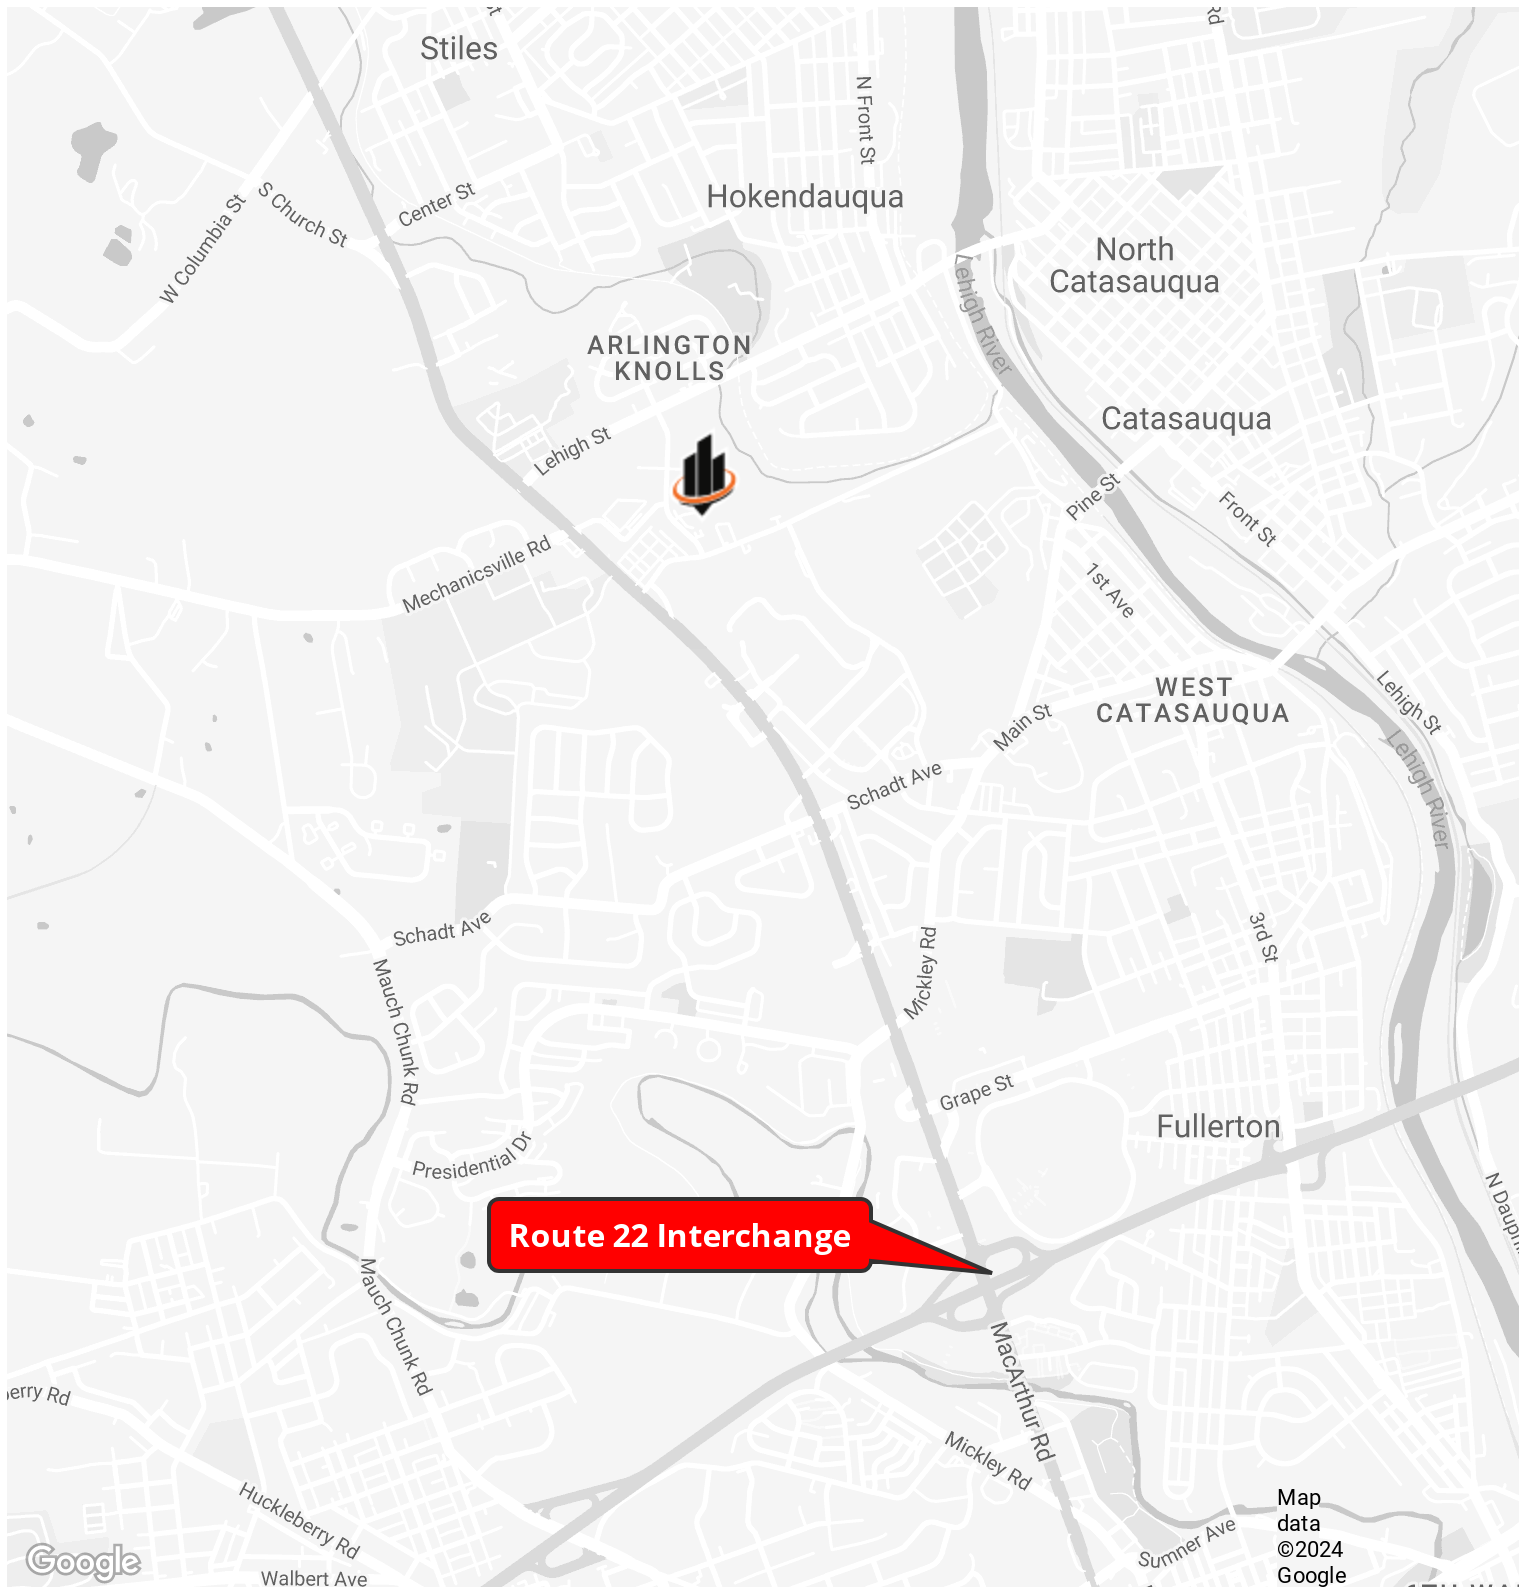 Stiles
N Front St
Rd
Hokendauqua
Center St
S Church St
W Columbia St
North
Catasauqua
Lehigh River
ARLINGTON
KNOLLS
Catasauqua
Lehigh St
Pine St
Front St
Mechanicsville Rd
1st Ave
WEST
CATASAUQUA
Lehigh St
Main St
Lehigh River
Schadt Ave
Schadt Ave
3rd St
Mickley Rd
Mauch Chunk Rd
Grape St
Fullerton
Presidential Dr
Route 22 Interchange
Mauch Chunk Rd
MacArthur Rd
Mickley Rd
Huckleberry Rd
Sumner Ave
Walbert Ave
Map
data
©2024
Google
Google